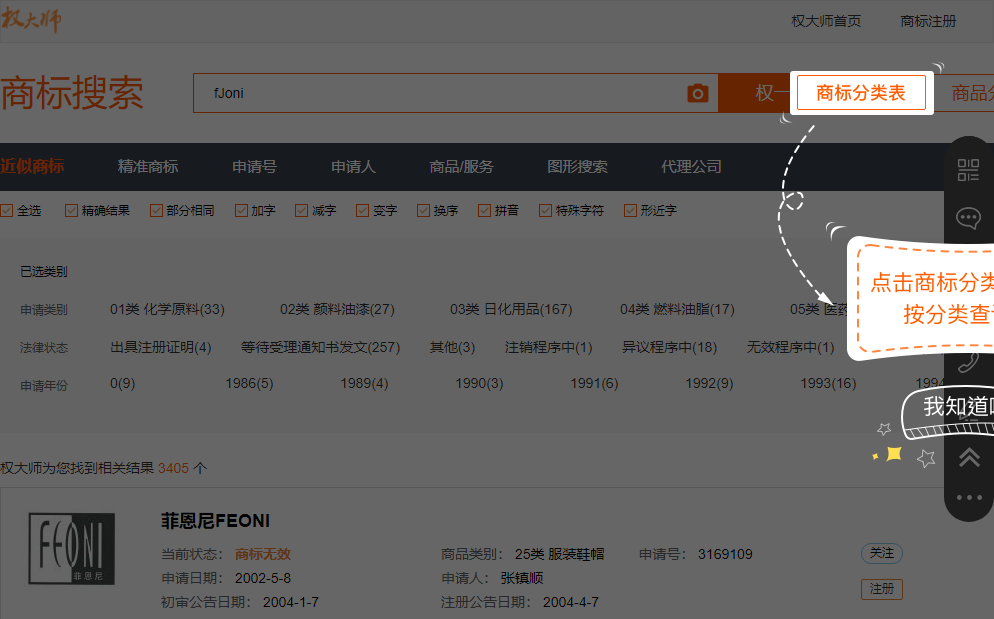 权大师
权大师首页 商标注册
商标搜索 fJoni 权一 商标分类表 商品分
近似商标 精准商标 申请号 申请人 商品/服务 图形搜索 代理公司
全选 精确结果 部分相同 加字 减字 变字 换序 拼音 特殊字符 形近字
已选类别
申请类别 01类 化学原料(33) 02类 颜料油漆(27) 03类 日化用品(167) 04类 燃料油脂(17) 05类 医药
点击商标分类
按分类查
法律状态 出具注册证明(4) 等待受理通知书发文(257) 其他(3) 注销程序中(1) 异议程序中(18) 无效程序中(1)
申请年份 0(9) 1986(5) 1989(4) 1990(3) 1991(6) 1992(9) 1993(16) 1994
我知道
权大师为您找到相关结果 3405 个
FEONI
菲恩尼
菲恩尼FEONI
当前状态： 商标无效 商品类别： 25类 服装鞋帽 申请号： 3169109 关注
申请日期： 2002-5-8 申请人： 张镇顺
注册
初审公告日期： 2004-1-7 注册公告日期： 2004-4-7